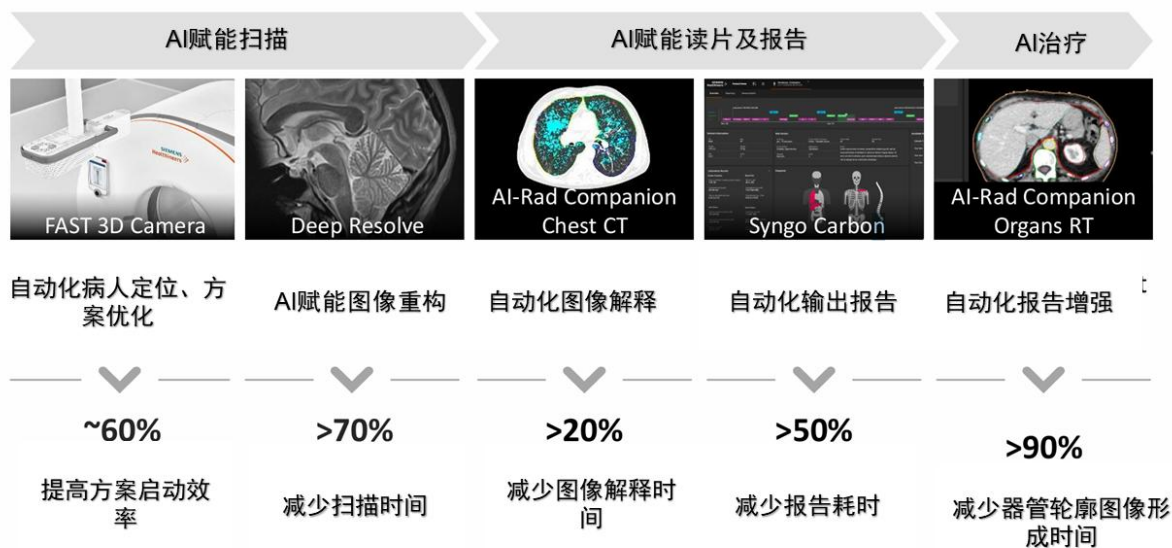 AI赋能扫描
AI赋能读片及报告
AI治疗
SIEMENS
Healthineers
FAST 3D Camera
Deep Resolve
AI-Rad Companion
Chest CT
Syngo Carbon
AI-Rad Companion
Organs RT
自动化病人定位、方
案优化
AI赋能图像重构
自动化图像解释
自动化输出报告
自动化报告增强
~60%
>70%
>20%
>50%
>90%
提高方案启动效
率
减少扫描时间
减少图像解释时
间
减少报告耗时
减少器管轮廓图像形
成时间